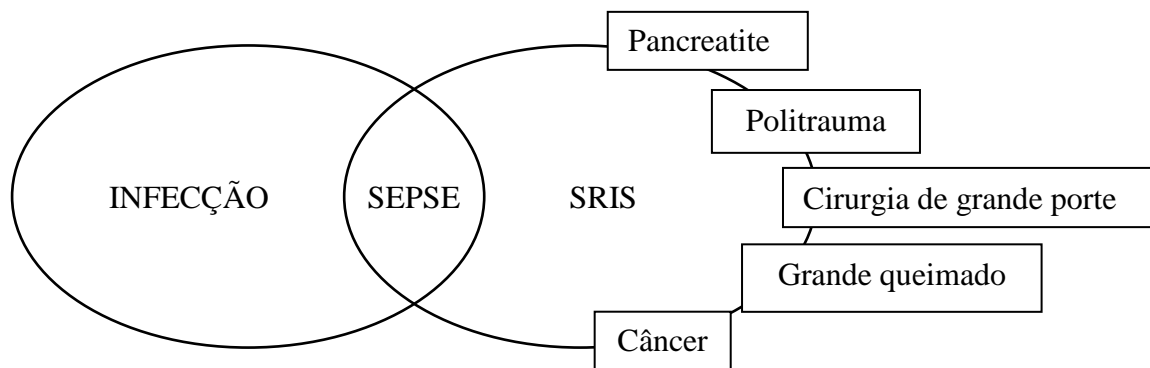 Pancreatite
Politrauma
INFECÇÃO
SEPSE
SRIS
Cirurgia de grande porte
Grande queimado
Câncer